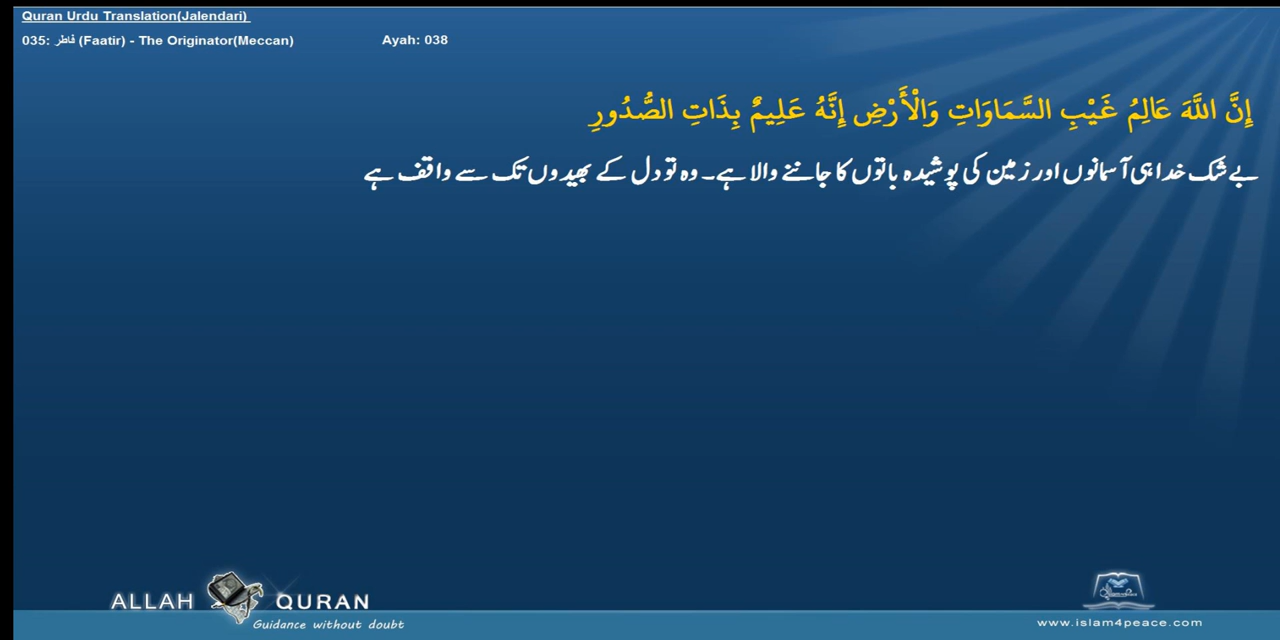 Quran Urdu Translation(Jalendari)
035: فاطر (Faatir) - The Originator(Meccan) Ayah: 038
إِنَّ اللَّهَ عَالِمُ غَيْبِ السَّمَاوَاتِ وَالْأَرْضِ إِنَّهُ عَلِيمٌ بِذَاتِ الصُّدُورِ
بے شک خدا ہی آسمانوں اور زمین کی پوشیدہ باتوں کا جاننے والا ہے۔ وہ تو دل کے بھیدوں تک سے واقف ہے
ALLAH QURAN
Guidance without doubt
www.islam4peace.com